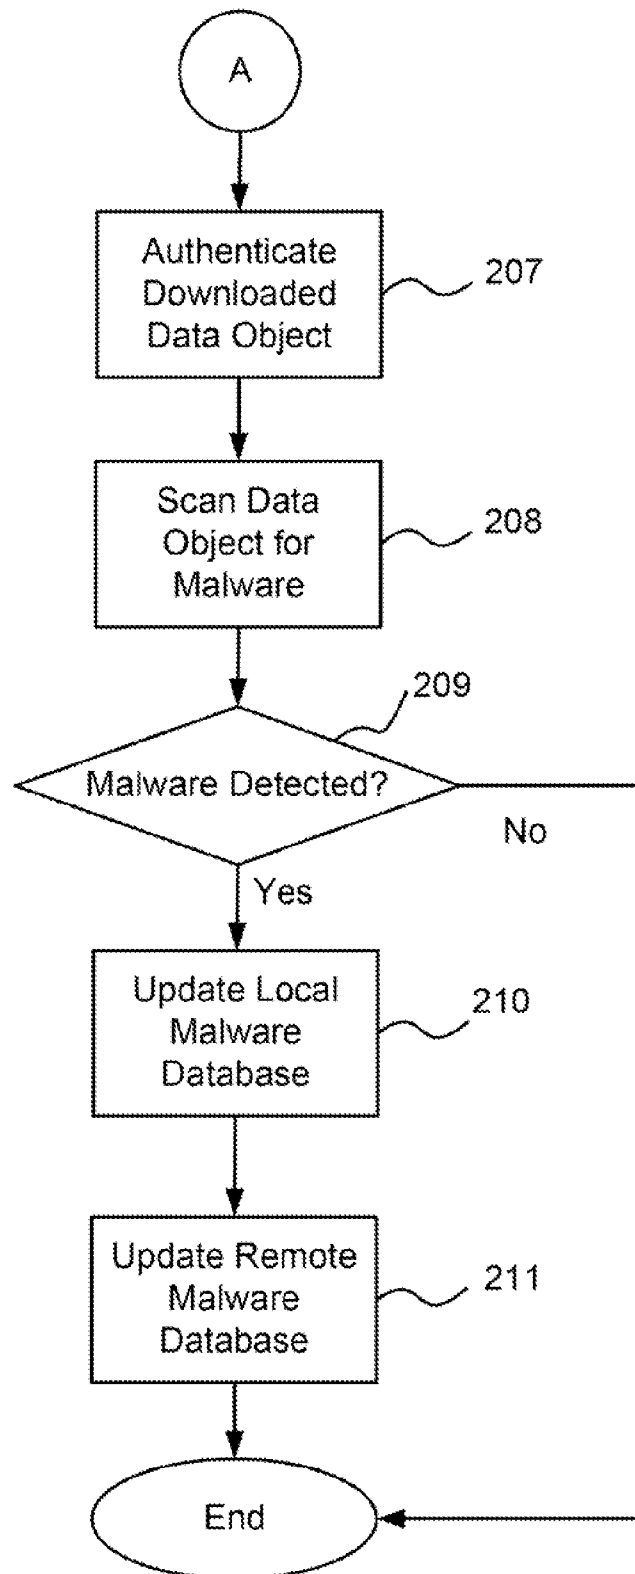 A
Authenticate
Downloaded
Data Object
207
Scan Data
Object for
Malware
208
209
Malware Detected?
No
Yes
Update Local
Malware
Database
210
Update Remote
Malware
Database
211
End